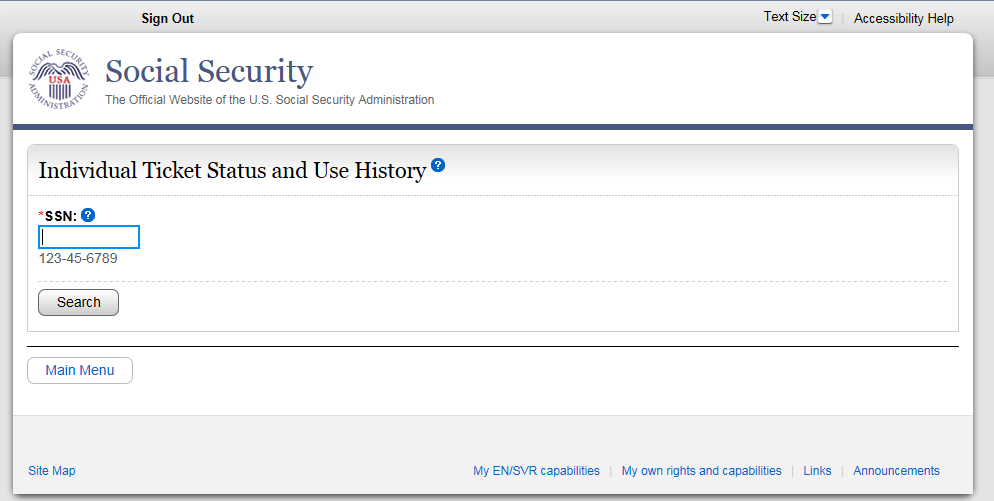 Sign Out
Text Size
Accessibility Help
SOCIAL SECURITY ADMINISTRATION
USA
Social Security
The Official Website of the U.S. Social Security Administration
Individual Ticket Status and Use History ?
*SSN: ?
123-45-6789
Search
Main Menu
Site Map
My EN/SVR capabilities | My own rights and capabilities | Links | Announcements